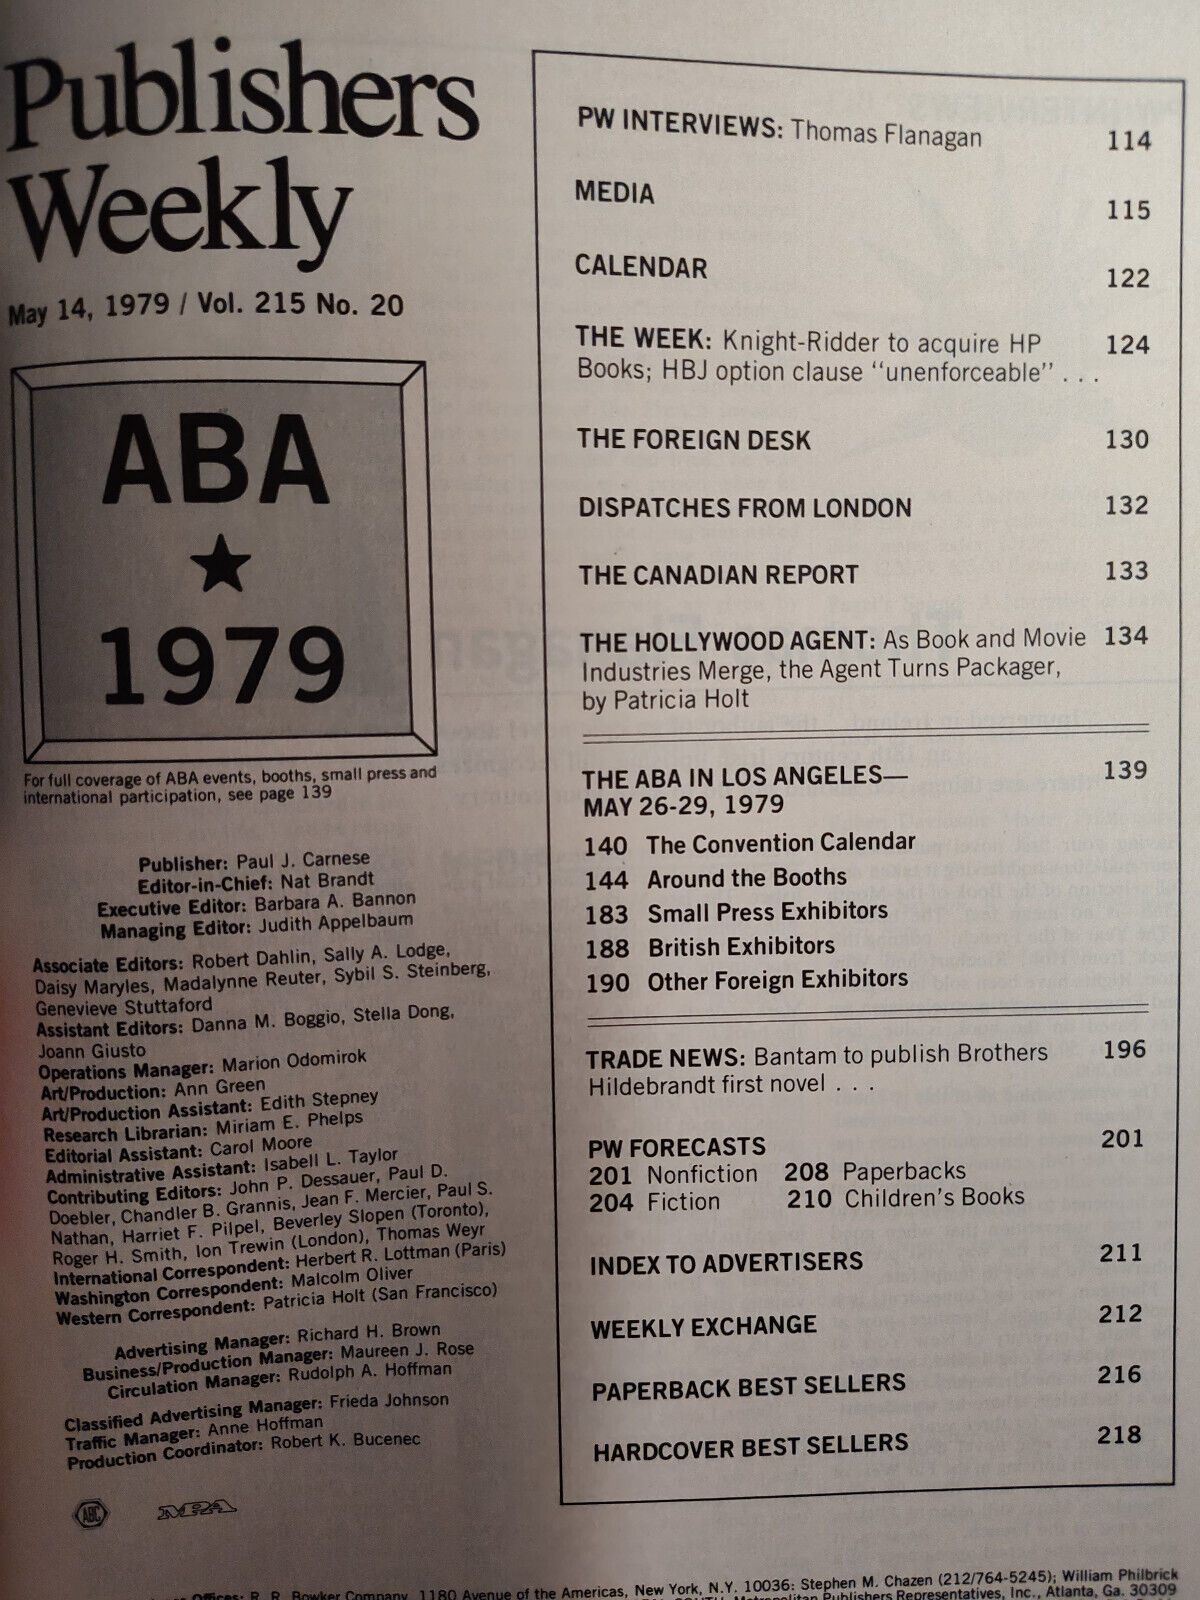 Publishers
Weekly
May 14, 1979 / Vol. 215 No. 20
ABA
★
1979
For full coverage of ABA events, booths, small press and
international participation, see page 139
Publisher: Paul J. Carnese
Editor-in-Chief: Nat Brandt
Executive Editor: Barbara A. Bannon
Managing Editor: Judith Appelbaum
Associate Editors: Robert Dahlin, Sally A. Lodge,
Daisy Maryles, Madalynne Reuter, Sybil S. Steinberg,
Genevieve Stuttaford
Assistant Editors: Danna M. Boggio, Stella Dong,
Joann Giusto
Operations Manager: Marion Odomirok
Art/Production: Ann Green
Art/Production Assistant: Edith Stepney
Research Librarian: Miriam E. Phelps
Editorial Assistant: Carol Moore
Administrative Assistant: Isabell L. Taylor
Contributing Editors: John P. Dessauer, Paul D.
Doebler, Chandler B. Grannis, Jean F. Mercier, Paul S.
Nathan, Harriet F. Pilpel, Beverley Slopen (Toronto),
Roger H. Smith, Ion Trewin (London), Thomas Weyr
International Correspondent: Herbert R. Lottman (Paris)
Washington Correspondent: Malcolm Oliver
Western Correspondent: Patricia Holt (San Francisco)
Advertising Manager: Richard H. Brown
Business/Production Manager: Maureen J. Rose
Circulation Manager: Rudolph A. Hoffman
Classified Advertising Manager: Frieda Johnson
Traffic Manager: Anne Hoffman
Production Coordinator: Robert K. Bucenec
ABC MPA
PW INTERVIEWS: Thomas Flanagan 114
MEDIA 115
CALENDAR 122
THE WEEK: Knight-Ridder to acquire HP 124
Books; HBJ option clause "unenforceable" . . .
THE FOREIGN DESK 130
DISPATCHES FROM LONDON 132
THE CANADIAN REPORT 133
THE HOLLYWOOD AGENT: As Book and Movie 134
Industries Merge, the Agent Turns Packager,
by Patricia Holt
THE ABA IN LOS ANGELES— 139
MAY 26-29, 1979
140 The Convention Calendar
144 Around the Booths
183 Small Press Exhibitors
188 British Exhibitors
190 Other Foreign Exhibitors
TRADE NEWS: Bantam to publish Brothers 196
Hildebrandt first novel . . .
PW FORECASTS 201
201 Nonfiction 208 Paperbacks
204 Fiction 210 Children's Books
INDEX TO ADVERTISERS 211
WEEKLY EXCHANGE 212
PAPERBACK BEST SELLERS 216
HARDCOVER BEST SELLERS 218
Offices: R. R. Bowker Company, 1180 Avenue of the Americas, New York, N.Y. 10036: Stephen M. Chazen (212/764-5245); William Philbrick
SOUTH, Metropolitan Publishers Representatives, Inc., Atlanta, Ga. 30309